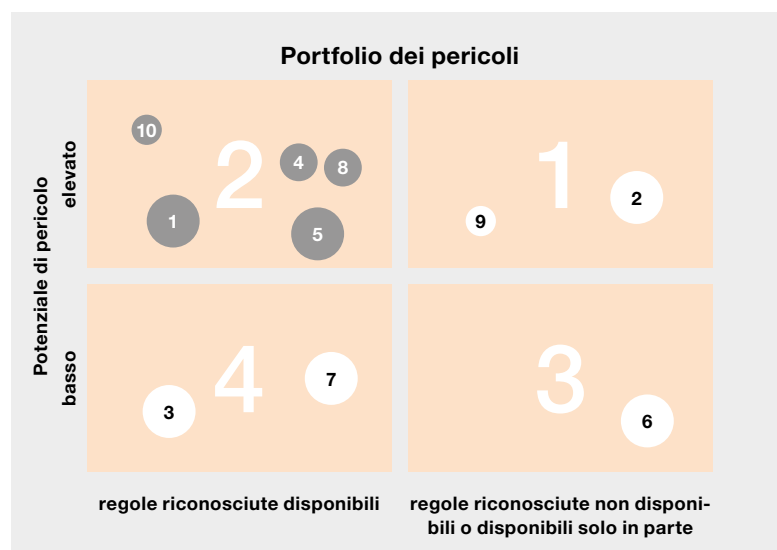 Portfolio dei pericoli
Potenziale di pericolo
elevato
10
2
4
8
1
5
1
2
9
basso
4
7
3
3
6
regole riconosciute disponibili
regole riconosciute non disponi-
bili o disponibili solo in parte